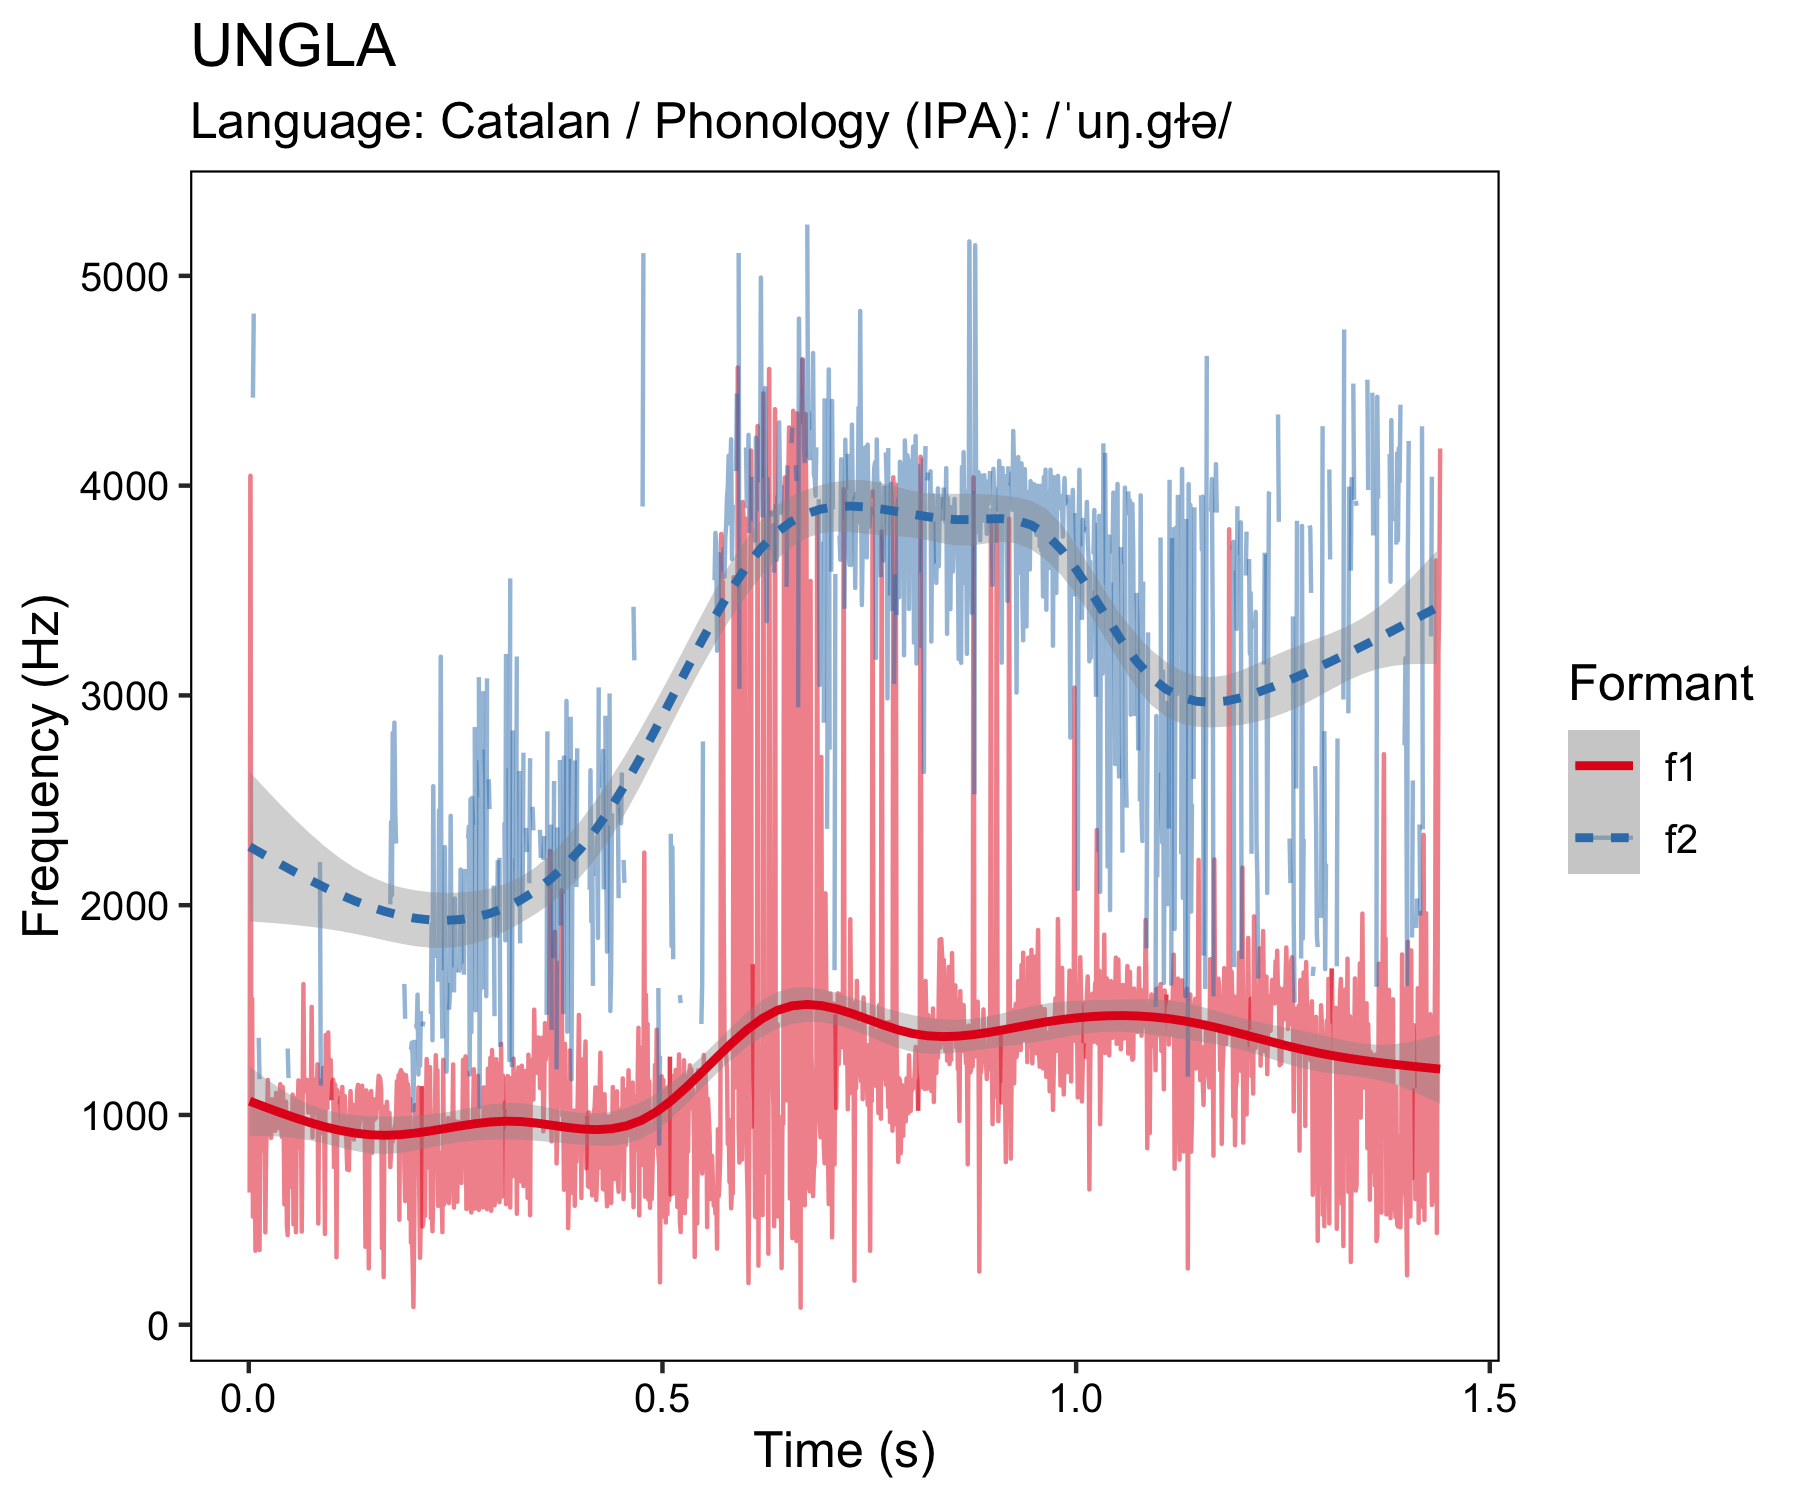 UNGLA
Language: Catalan / Phonology (IPA): /ˈuŋ.ɡɫə/
Frequency (Hz)
5000
4000
3000
2000
1000
0
0.0
0.5
1.0
1.5
Time (s)
Formant
f1
f2